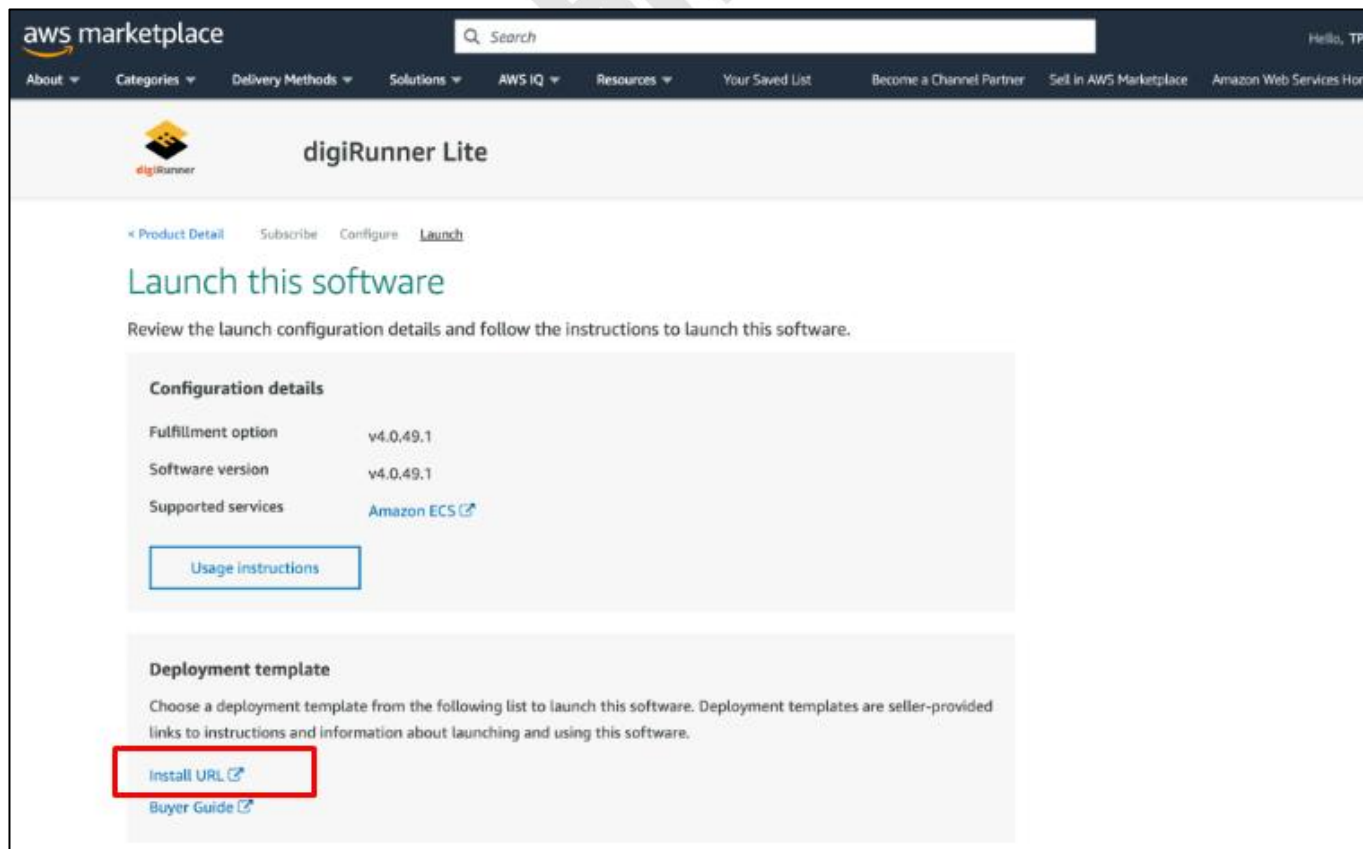 aws marketplace
Search
Hello, TP
About
Categories
Delivery Methods
Solutions
AWS IQ
Resources
Your Saved List
Become a Channel Partner
Sell in AWS Marketplace
Amazon Web Services Hor
digiRunner
digiRunner Lite
< Product Detail
Subscribe
Configure
Launch
Launch this software
Review the launch configuration details and follow the instructions to launch this software.
Configuration details
Fulfillment option
v4.0.49.1
Software version
v4.0.49.1
Supported services
Amazon ECS
Usage instructions
Deployment template
Choose a deployment template from the following list to launch this software. Deployment templates are seller-provided
links to instructions and information about launching and using this software.
Install URL
Buyer Guide